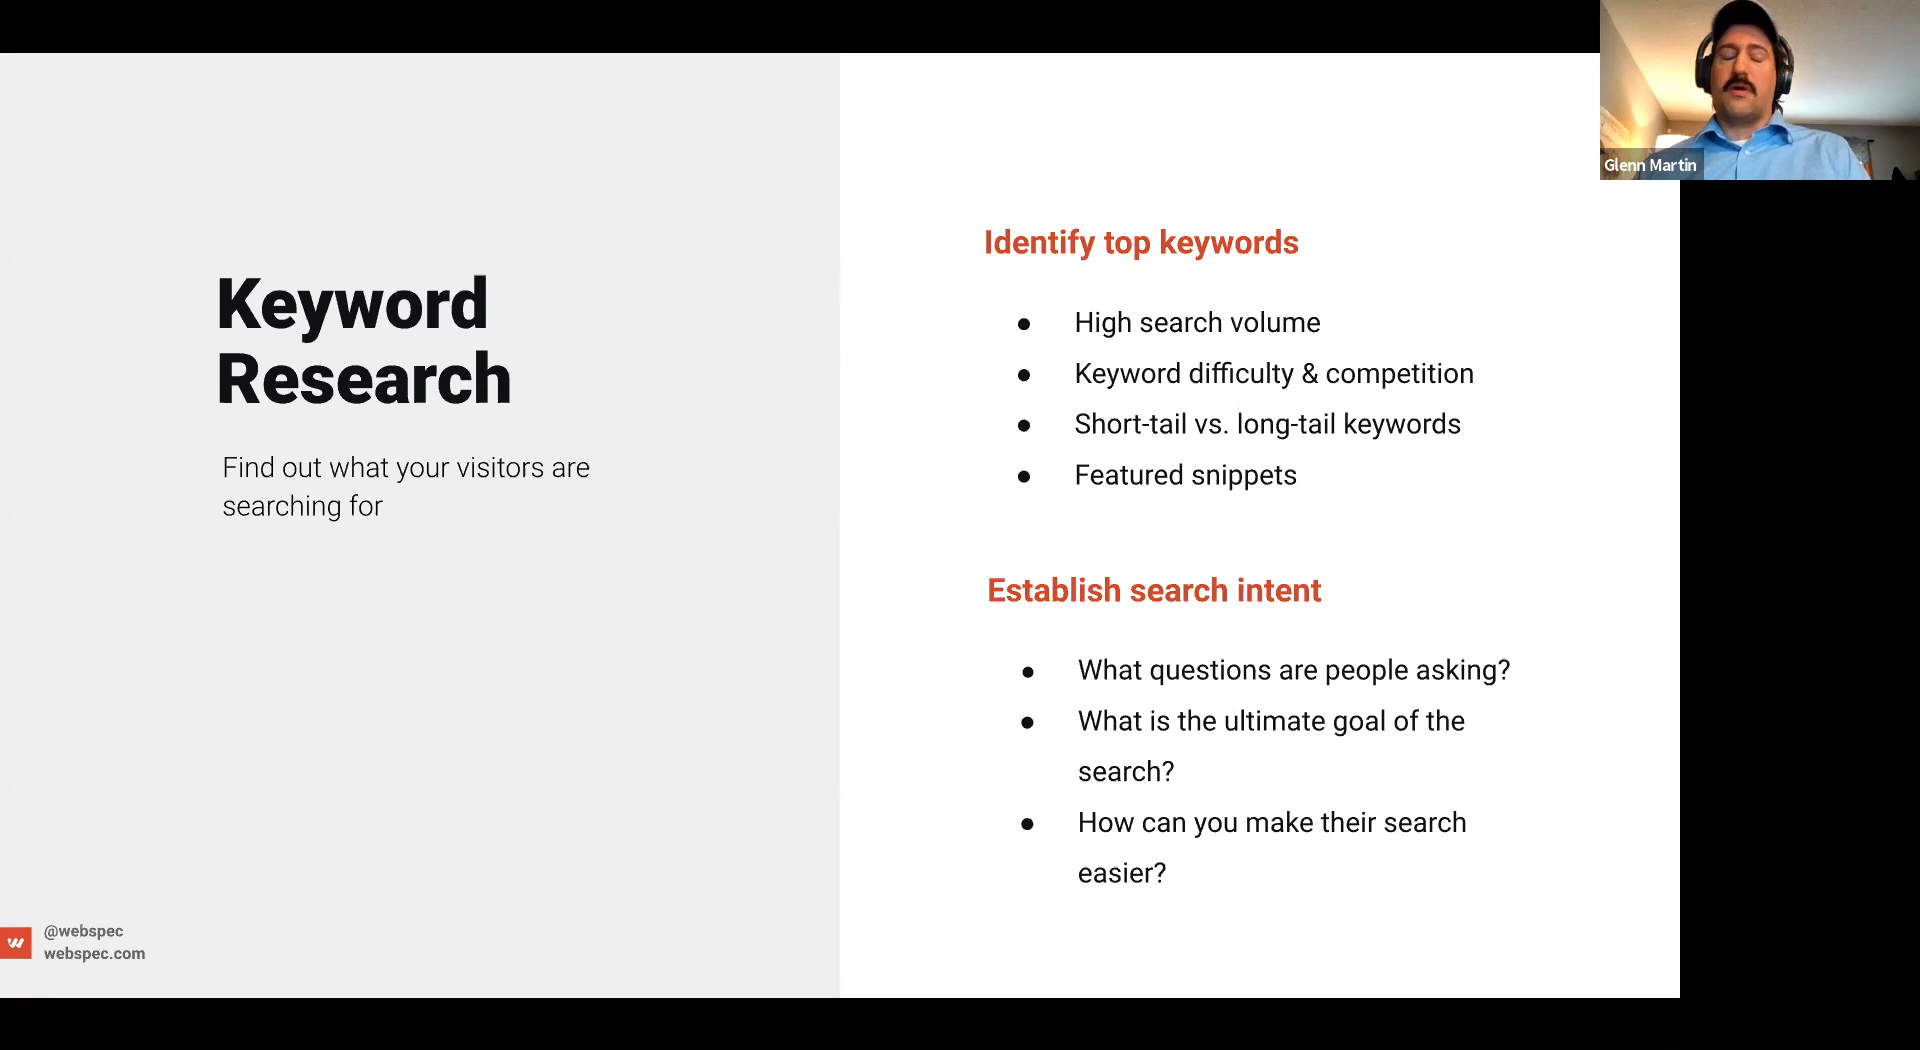 Glenn Martin
Keyword
Research
Find out what your visitors are
searching for
Identify top keywords
● High search volume
● Keyword difficulty & competition
● Short-tail vs. long-tail keywords
● Featured snippets
Establish search intent
● What questions are people asking?
● What is the ultimate goal of the
search?
● How can you make their search
easier?
@webspec
webspec.com